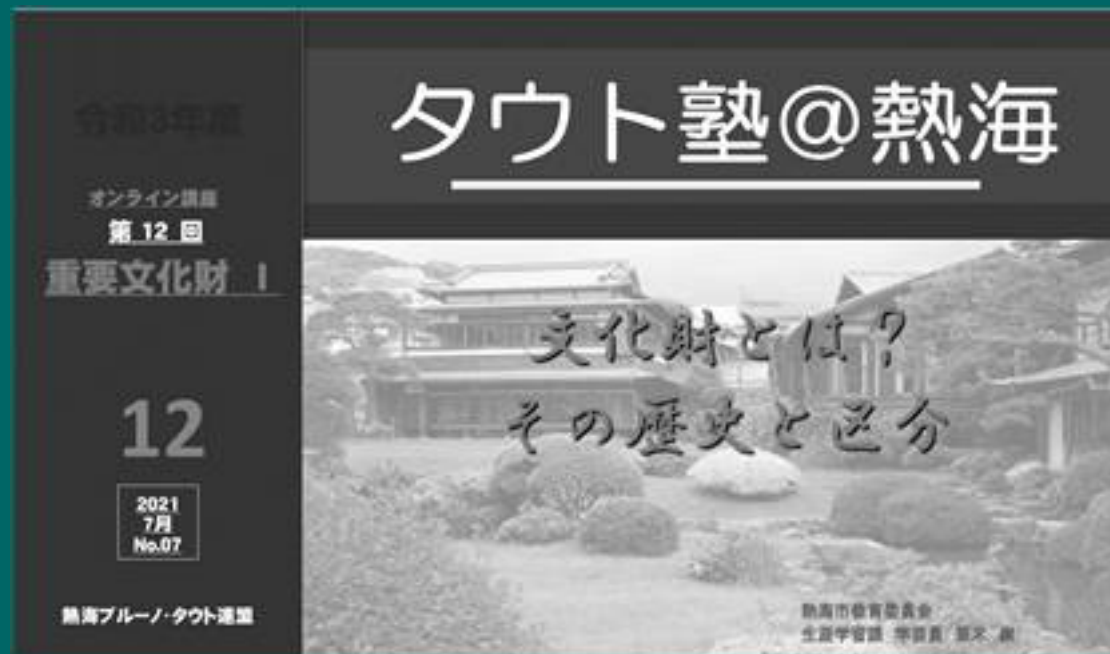 令和3年度
オンライン講座
第 12 回
重要文化財 Ⅰ
12
2021
7月
No.07
熱海ブルーノ・タウト連盟
タウト塾@熱海
文化財とは?
その歴史と区分
熱海市教育委員会
生涯学習課 学芸員